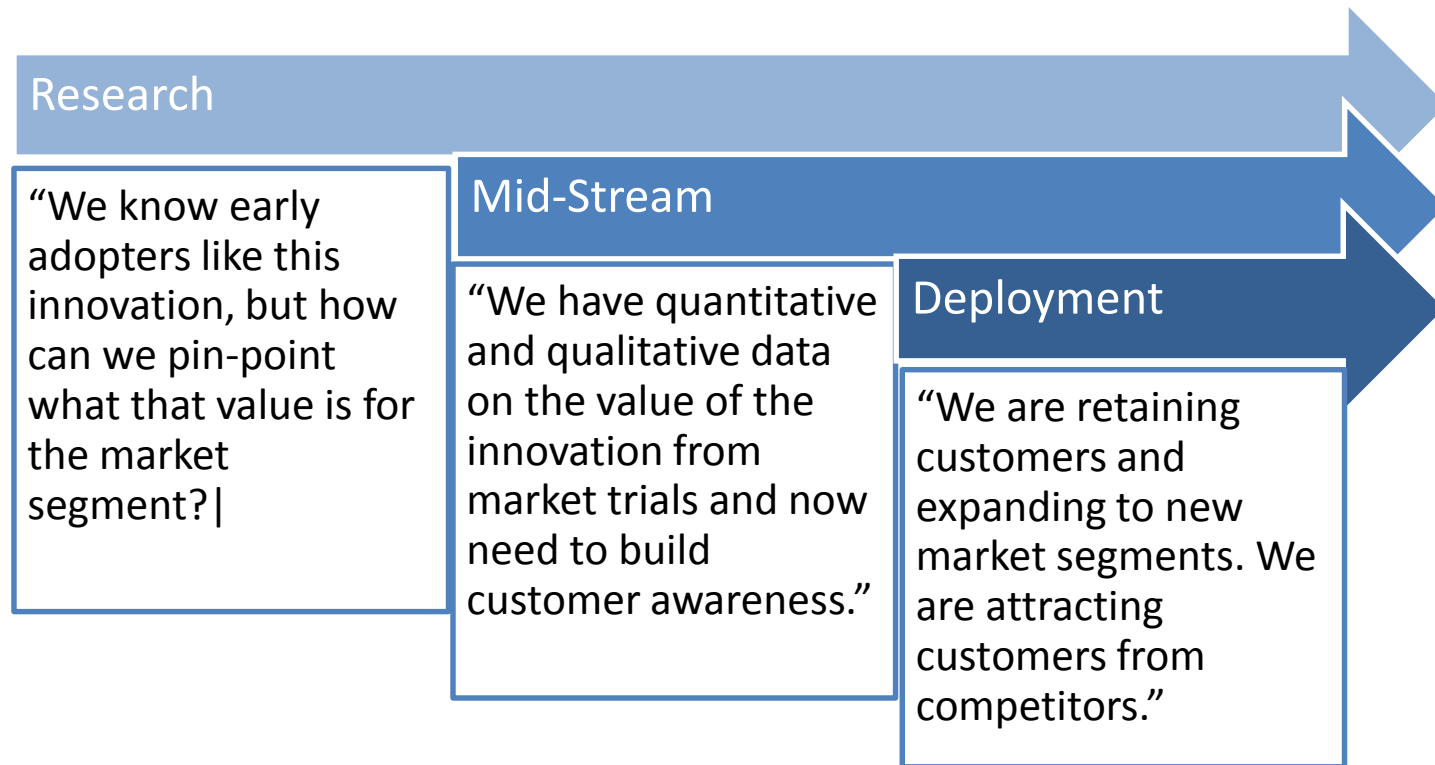 Research
“We know early
adopters like this
innovation, but how
can we pin-point
what that value is for
the market
segment?|
Mid-Stream
“We have quantitative
and qualitative data
on the value of the
innovation from
market trials and now
need to build
customer awareness.”
Deployment
“We are retaining
customers and
expanding to new
market segments. We
are attracting
customers from
competitors.”